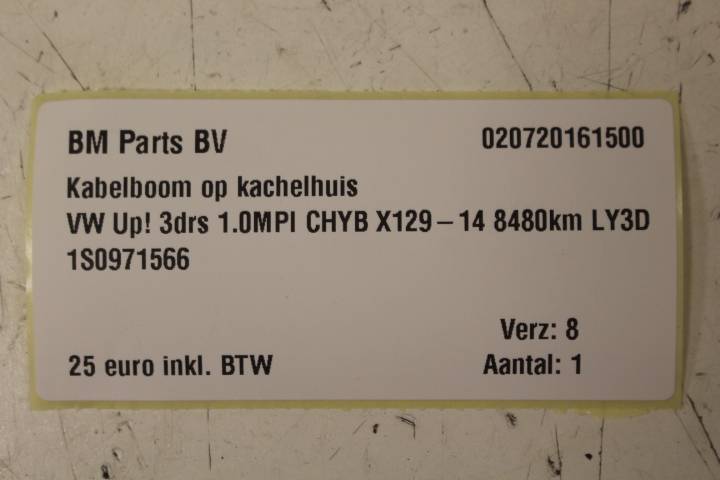 BM Parts BV 020720161500
Kabelboom op kachelhuis
VW Up! 3drs 1.0MPI CHYB X129-14 8480km LY3D
1S0971566
Verz: 8
25 euro inkl. BTW Aantal: 1